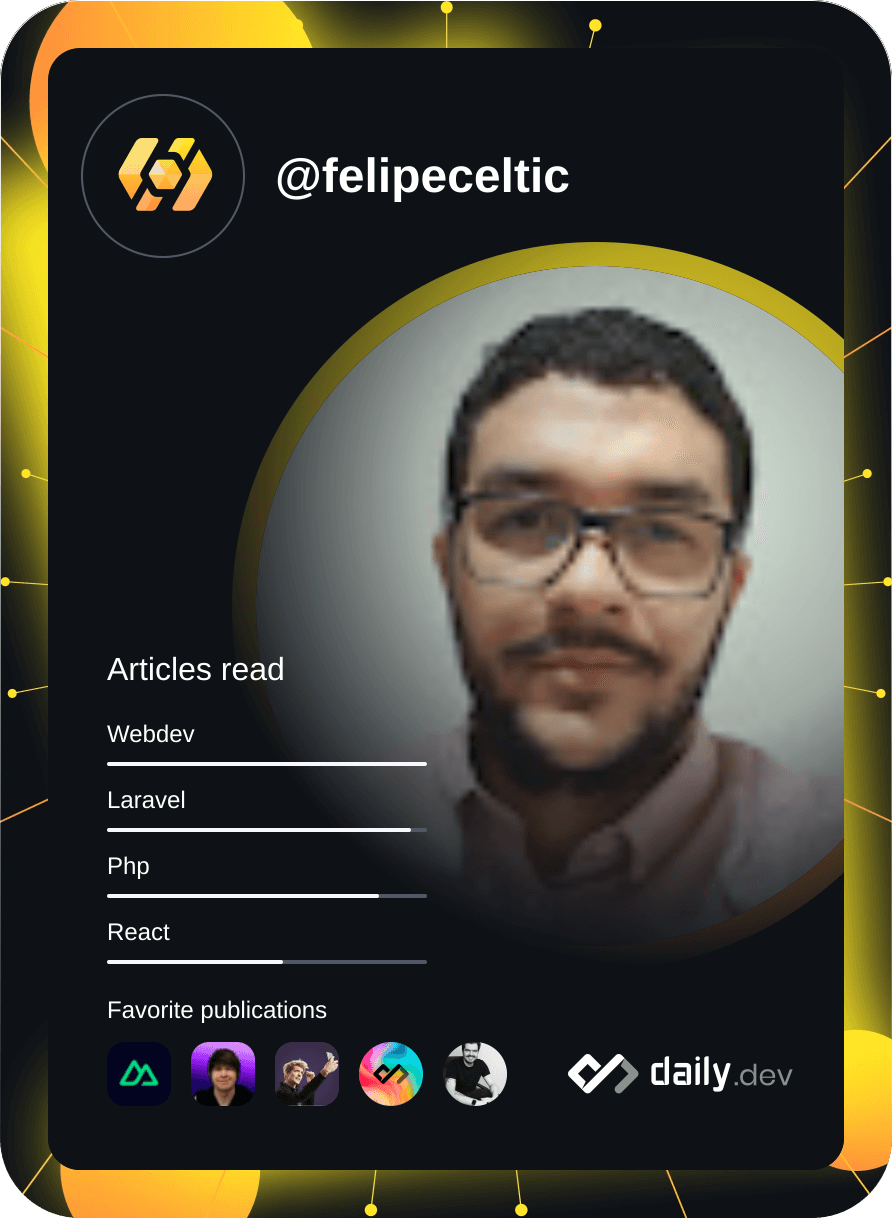 @felipeceltic
Articles read
Webdev
Laravel
Php
React
Favorite publications
daily.dev